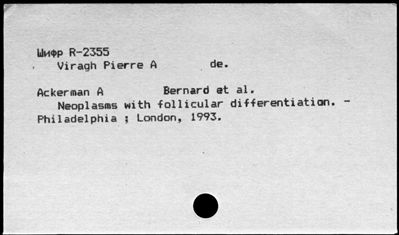 Шифр R-2355
Viragh Pierre A de.
Ackerman A Bernard et al.
Neoplasms with follicular differentiation. -
Philadelphia ; London, 1993.